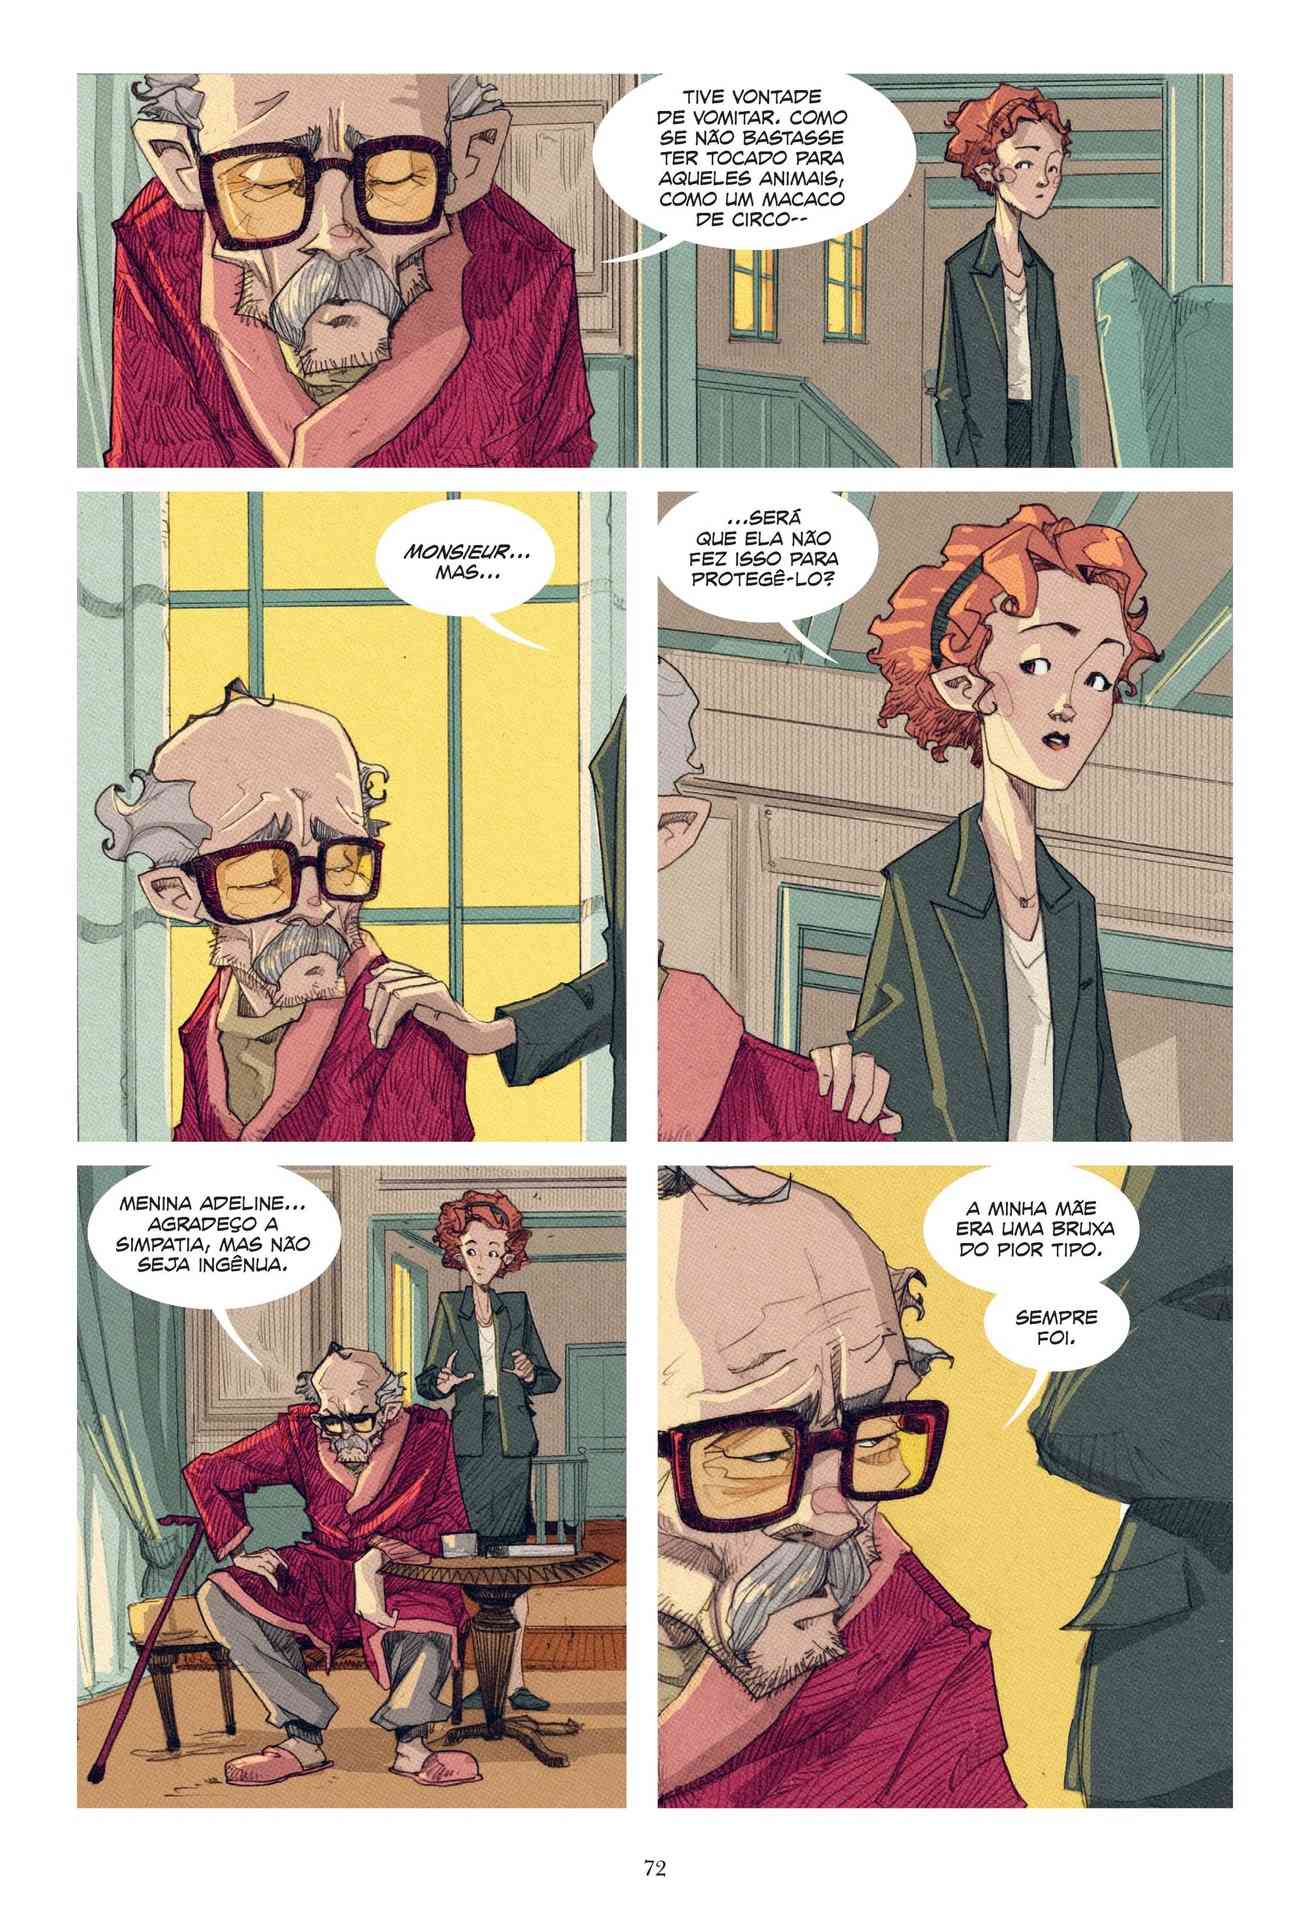 TIVE VONTADE
DE VOMITAR. COMO
SE NÃO BASTASSE
TER TOCADO PARA
AQUELES ANIMAIS,
COMO UM MACACO
DE CIRCO--
MONSIEUR...
MAS...
...SERÁ
QUE ELA NÃO
FEZ ISSO PARA
PROTEGÊ-LO?
MENINA ADELINE...
AGRADEÇO A
SIMPATIA, MAS NÃO
SEJA INGÊNUA.
A MINHA MÃE
ERA UMA BRUXA
DO PIOR TIPO.
SEMPRE
FOI.
72